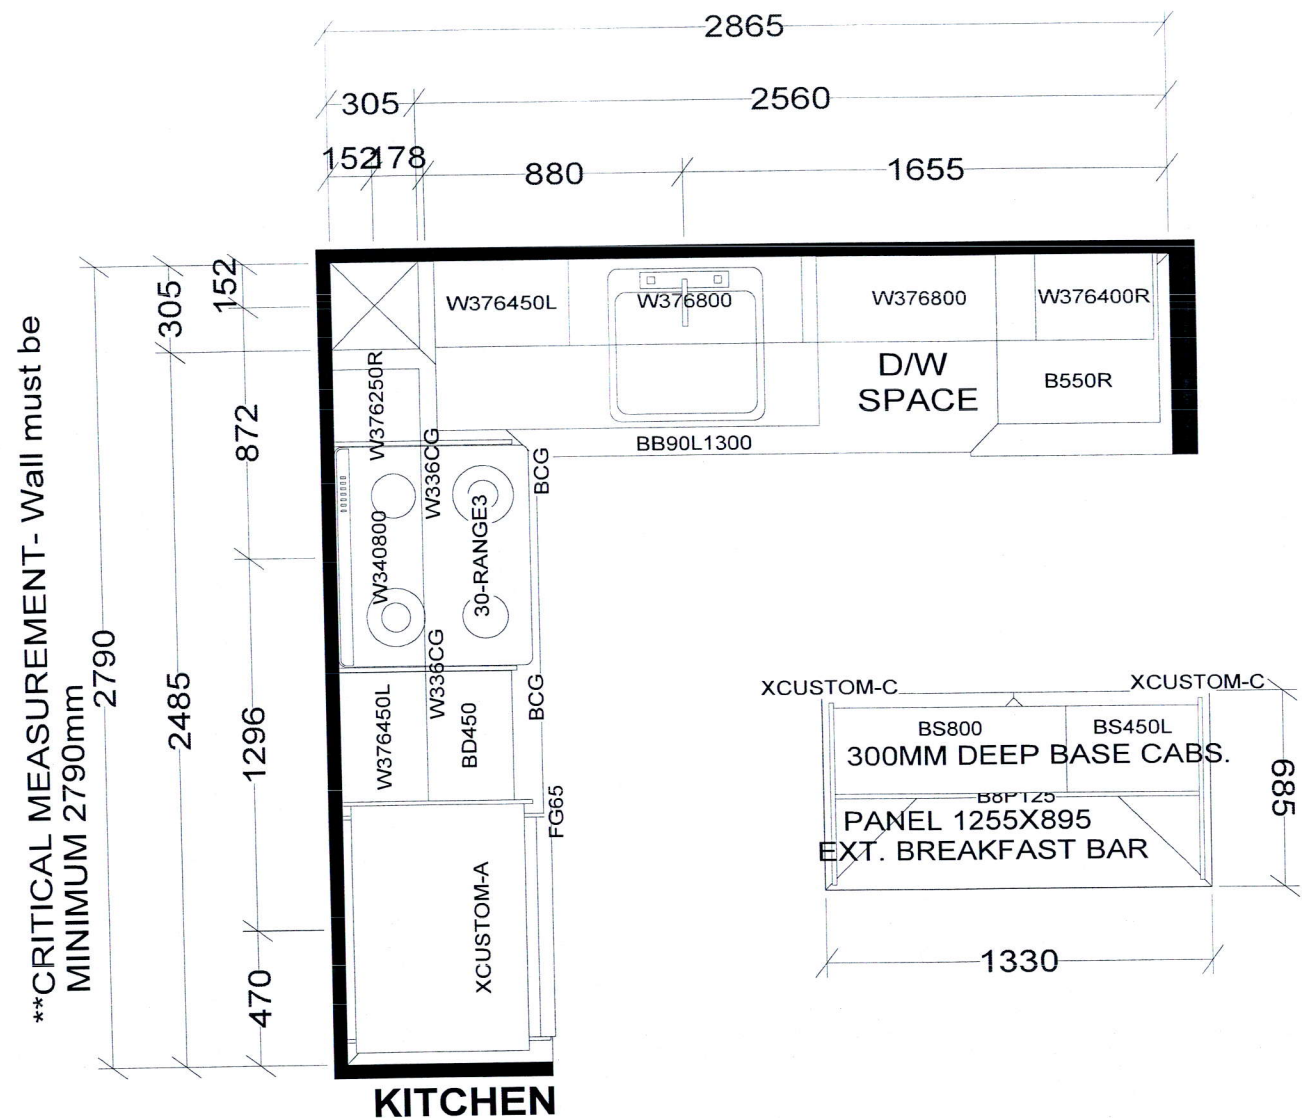 2865
305
2560
152
178
880
1655
**CRITICAL MEASUREMENT- Wall must be
MINIMUM 2790mm
2790
305
2485
152
872
1296
470
W376450L
W376800
W376800
W376400R
D/W
SPACE
B550R
BB90L1300
W376250R
W336CG
BCG
W340800
30-RANGE3
W336CG
BCG
W376450L
BD450
FG65
XCUSTOM-A
XCUSTOM-C
XCUSTOM-C
BS800
BS450L
300MM DEEP BASE CABS.
B8P125
PANEL 1255X895
EXT. BREAKFAST BAR
685
1330
KITCHEN